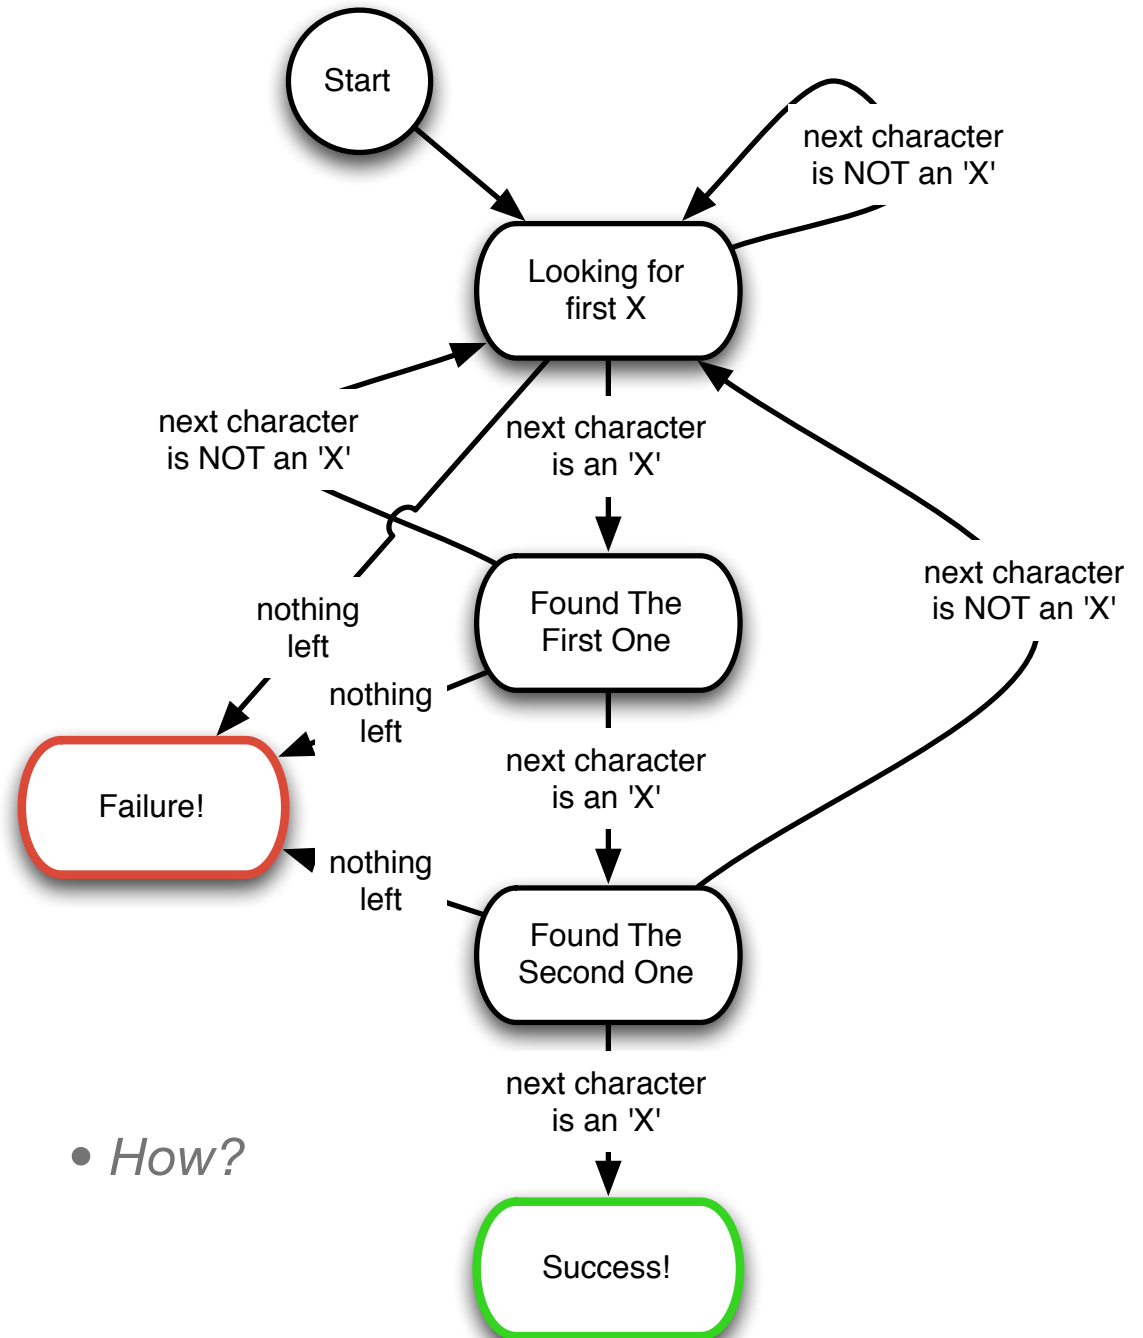 Start
next character
is NOT an 'X'
Looking for
first X
next character
is NOT an 'X'
next character
is an 'X'
next character
is NOT an 'X'
nothing
left
Found The
First One
nothing
left
next character
is an 'X'
Failure!
nothing
left
Found The
Second One
next character
is an 'X'
• How?
Success!